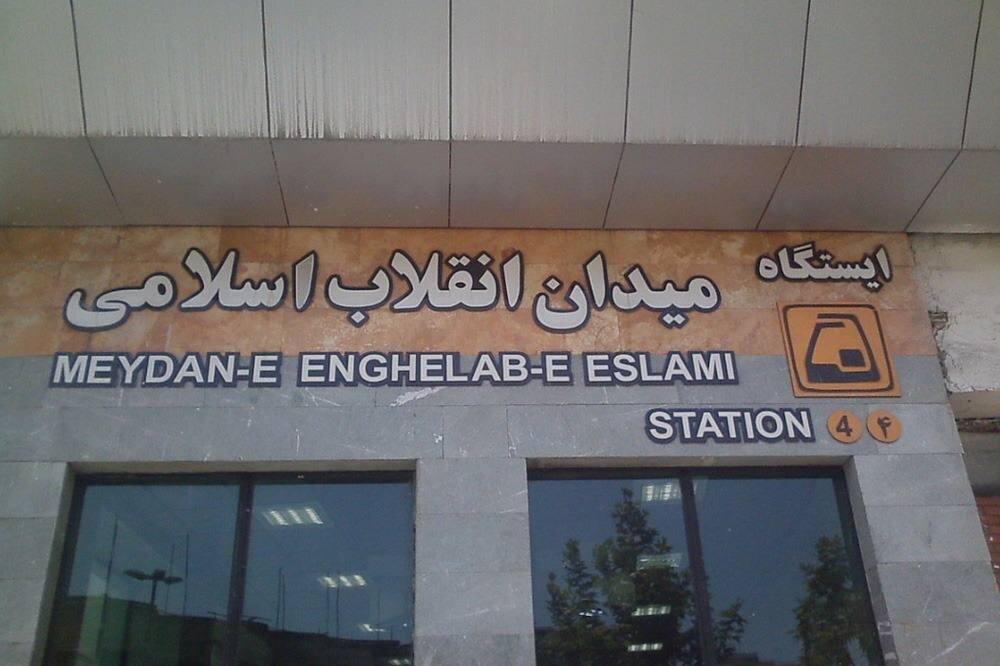 ایستگاه
میدان انقلاب اسلامی
MEYDAN-E ENGHELAB-E ESLAMI
STATION 4 ۴